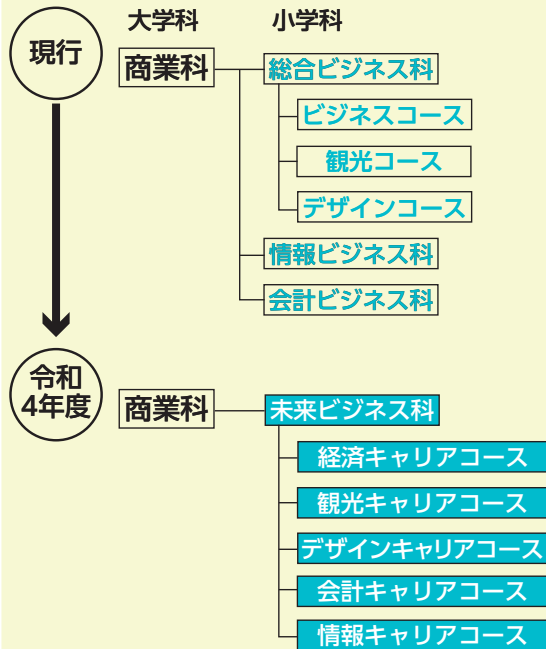 大学科 小学科
現行
商業科 総合ビジネス科
ビジネスコース
観光コース
デザインコース
情報ビジネス科
会計ビジネス科
令和
4年度
商業科 未来ビジネス科
経済キャリアコース
観光キャリアコース
デザインキャリアコース
会計キャリアコース
情報キャリアコース